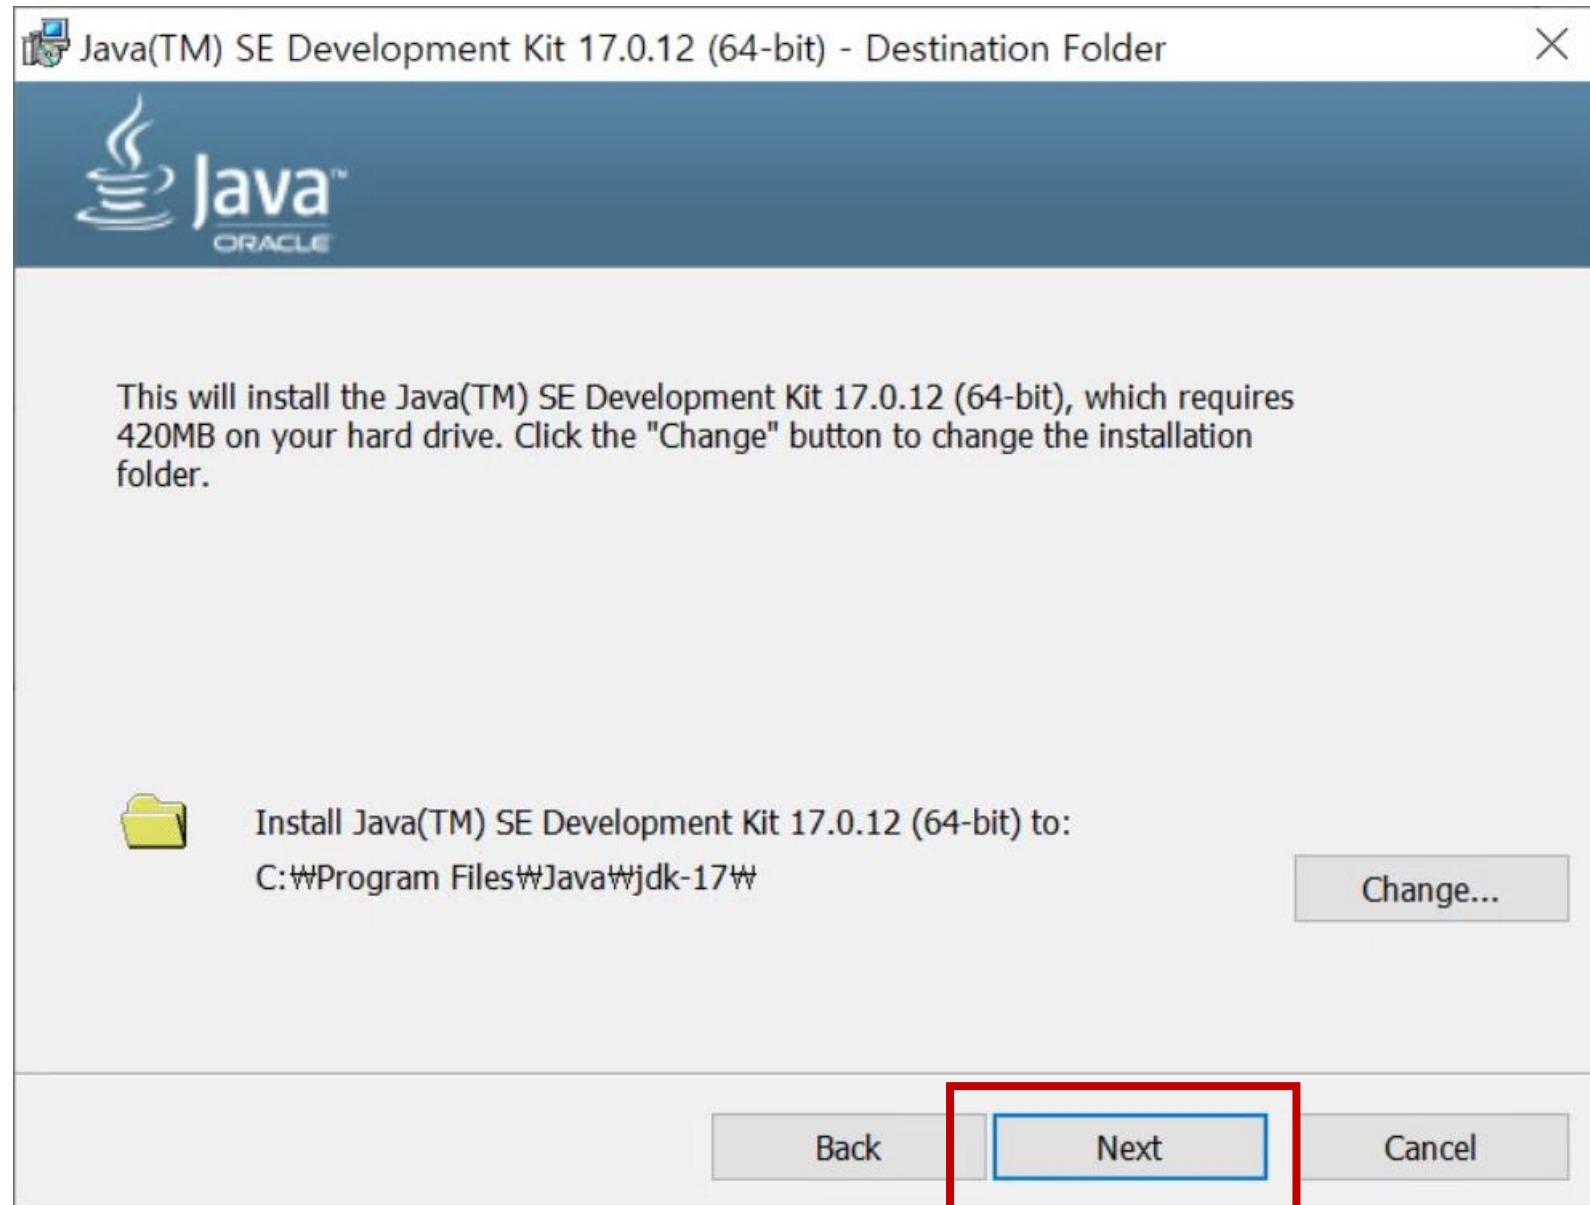 Java(TM) SE Development Kit 17.0.12 (64-bit) - Destination Folder
Java™
ORACLE
This will install the Java(TM) SE Development Kit 17.0.12 (64-bit), which requires
420MB on your hard drive. Click the "Change" button to change the installation
folder.
Install Java(TM) SE Development Kit 17.0.12 (64-bit) to:
C:₩Program Files₩Java₩jdk-17₩
Change...
Back
Next
Cancel